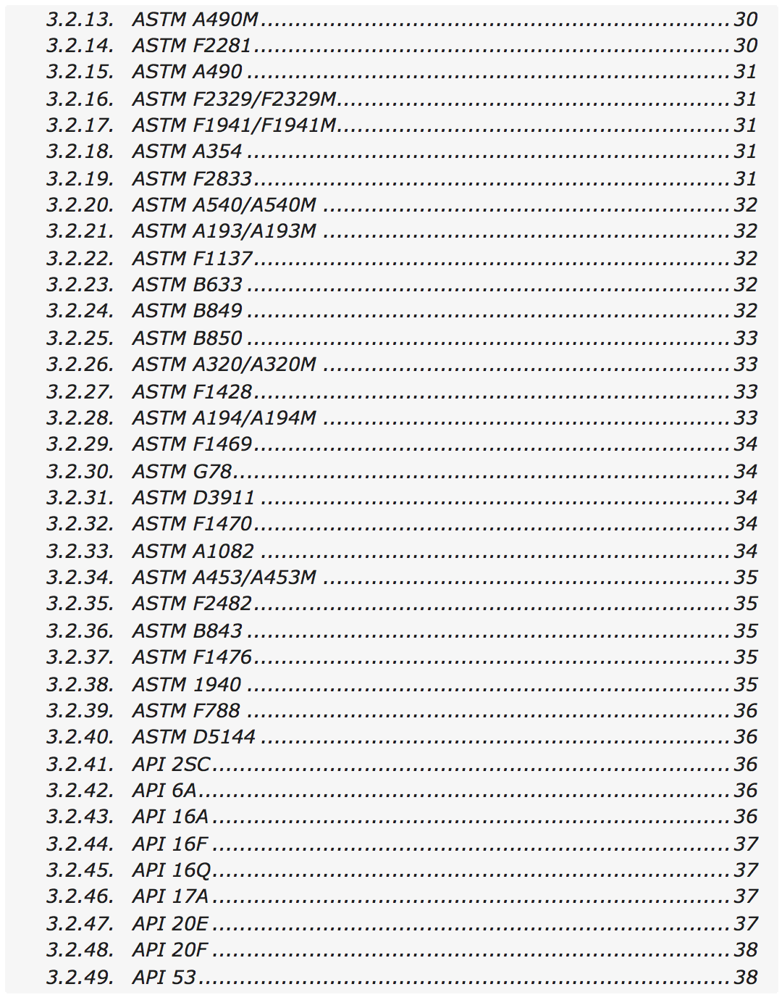 3.2.13. ASTM A490M 30
3.2.14. ASTM F2281 30
3.2.15. ASTM A490 31
3.2.16. ASTM F2329/F2329M 31
3.2.17. ASTM F1941/F1941M 31
3.2.18. ASTM A354 31
3.2.19. ASTM F2833 31
3.2.20. ASTM A540/A540M 32
3.2.21. ASTM A193/A193M 32
3.2.22. ASTM F1137 32
3.2.23. ASTM B633 32
3.2.24. ASTM B849 32
3.2.25. ASTM B850 33
3.2.26. ASTM A320/A320M 33
3.2.27. ASTM F1428 33
3.2.28. ASTM A194/A194M 33
3.2.29. ASTM F1469 34
3.2.30. ASTM G78 34
3.2.31. ASTM D3911 34
3.2.32. ASTM F1470 34
3.2.33. ASTM A1082 34
3.2.34. ASTM A453/A453M 35
3.2.35. ASTM F2482 35
3.2.36. ASTM B843 35
3.2.37. ASTM F1476 35
3.2.38. ASTM 1940 35
3.2.39. ASTM F788 36
3.2.40. ASTM D5144 36
3.2.41. API 2SC 36
3.2.42. API 6A 36
3.2.43. API 16A 36
3.2.44. API 16F 37
3.2.45. API 16Q 37
3.2.46. API 17A 37
3.2.47. API 20E 37
3.2.48. API 20F 38
3.2.49. API 53 38